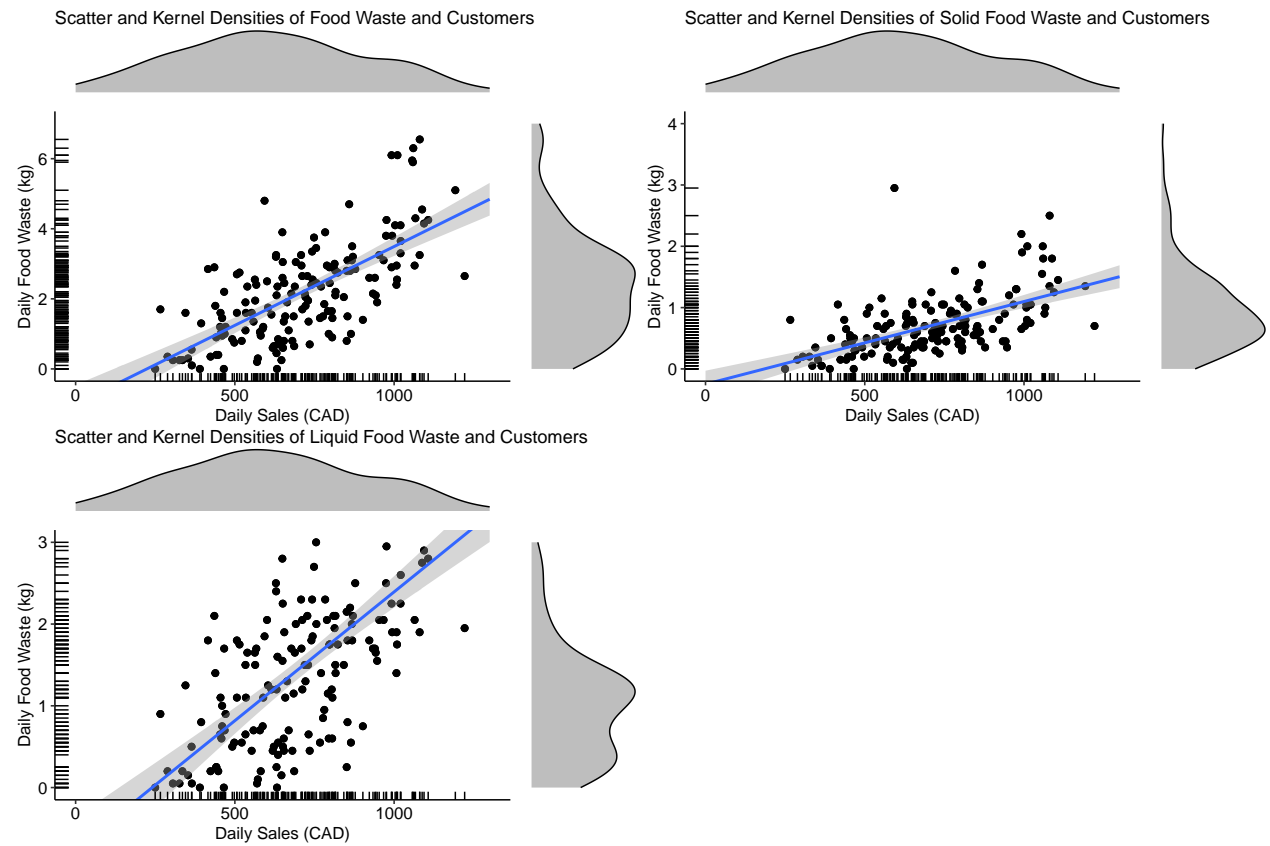 Scatter and Kernel Densities of Food Waste and Customers
Daily Food Waste (kg)
6
4
2
0
0 500 1000
Daily Sales (CAD)
Scatter and Kernel Densities of Solid Food Waste and Customers
Daily Food Waste (kg)
4
3
2
1
0
0 500 1000
Daily Sales (CAD)
Scatter and Kernel Densities of Liquid Food Waste and Customers
Daily Food Waste (kg)
3
2
1
0
0 500 1000
Daily Sales (CAD)